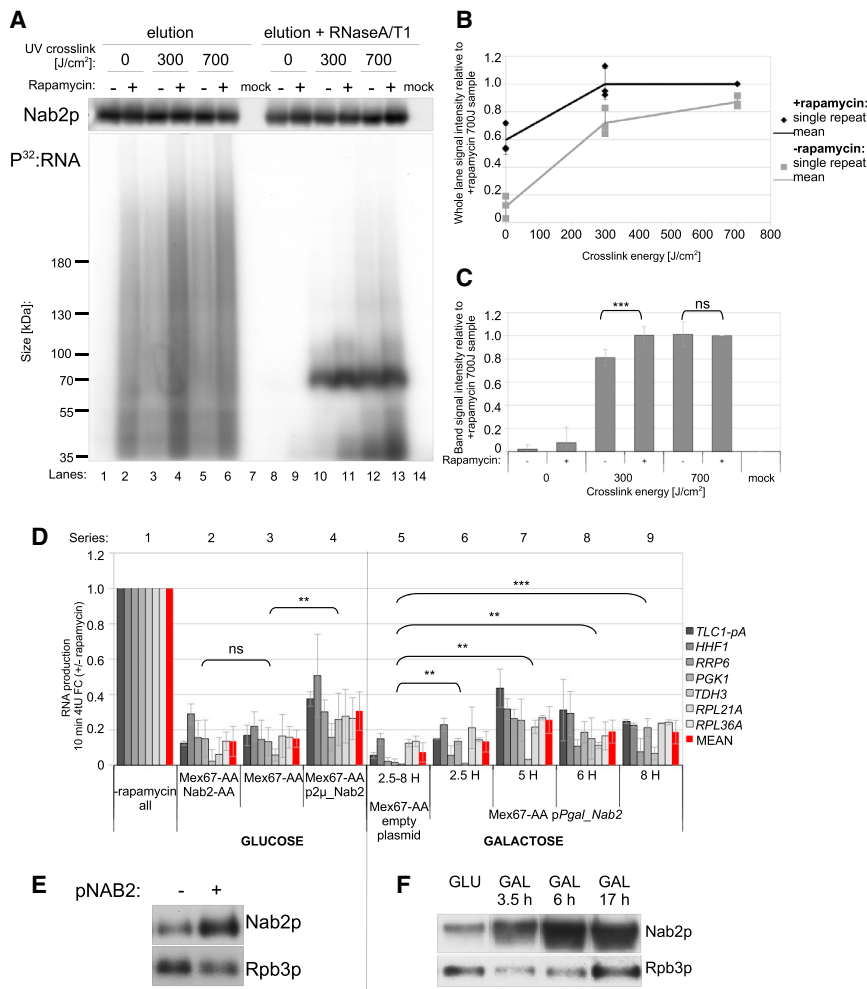 A
elution
elution + RNaseA/T1
UV crosslink
[J/cm²]:
0 300 700 0 300 700
Rapamycin: - + - + - + mock - + - + - + mock
Nab2p
P³²:RNA
Size [kDa]:
180
130
100
70
55
35
Lanes: 1 2 3 4 5 6 7 8 9 10 11 12 13 14
B
Whole lane signal intensity relative to
+rapamycin 700J sample
1.2
1.0
0.8
0.6
0.4
0.2
0
0 100 200 300 400 500 600 700 800
Crosslink energy [J/cm²]
+rapamycin:
single repeat
mean
-rapamycin:
single repeat
mean
C
Band signal intensity relative to
+rapamycin 700J sample
1.2
1.0
0.8
0.6
0.4
0.2
0
*** ns
Rapamycin: - + - + - +
0 300 700 mock
Crosslink energy [J/cm²]
D
Series: 1 2 3 4 5 6 7 8 9
RNA production
10 min 4tU FC (+/- rapamycin)
1.2
1.0
0.8
0.6
0.4
0.2
0
ns
**
**
**
**
***
TLC1-pA
HHF1
RRP6
PGK1
TDH3
RPL21A
RPL36A
MEAN
-rapamycin
all
Mex67-AA
Nab2-AA
Mex67-AA
Mex67-AA
p2μ_Nab2
2.5-8 H
Mex67-AA
empty
plasmid
2.5 H 5 H 6 H 8 H
Mex67-AA pPgal_Nab2
GLUCOSE
GALACTOSE
E
pNAB2: - +
Nab2p
Rpb3p
F
GLU GAL GAL GAL
3.5 h 6 h 17 h
Nab2p
Rpb3p